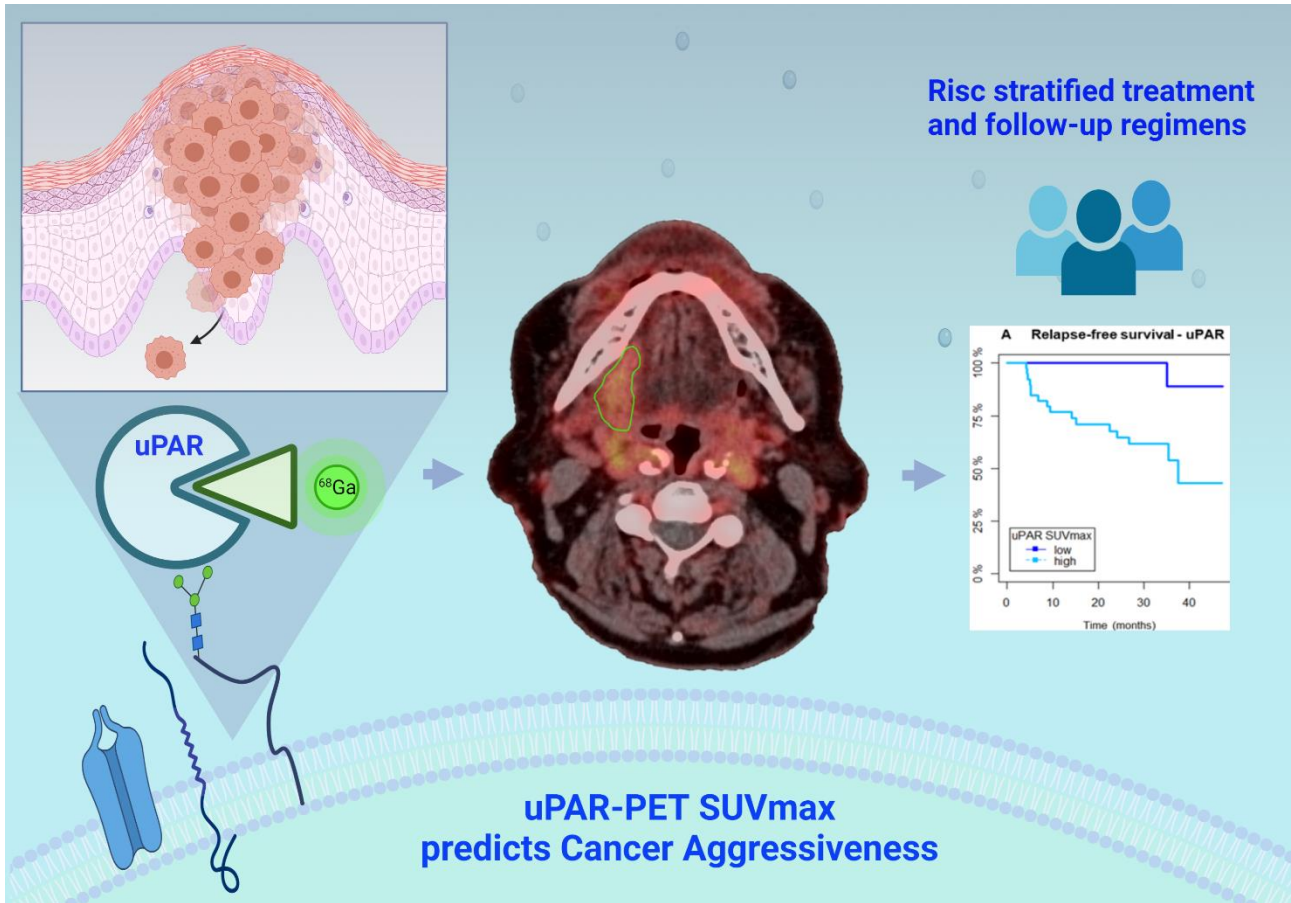 uPAR
⁶⁸Ga
Risc stratified treatment
and follow-up regimens
A Relapse-free survival - uPAR
100 %
75 %
50 %
25 %
0 %
uPAR SUVmax
low
high
0 10 20 30 40
Time (months)
uPAR-PET SUVmax
predicts Cancer Aggressiveness